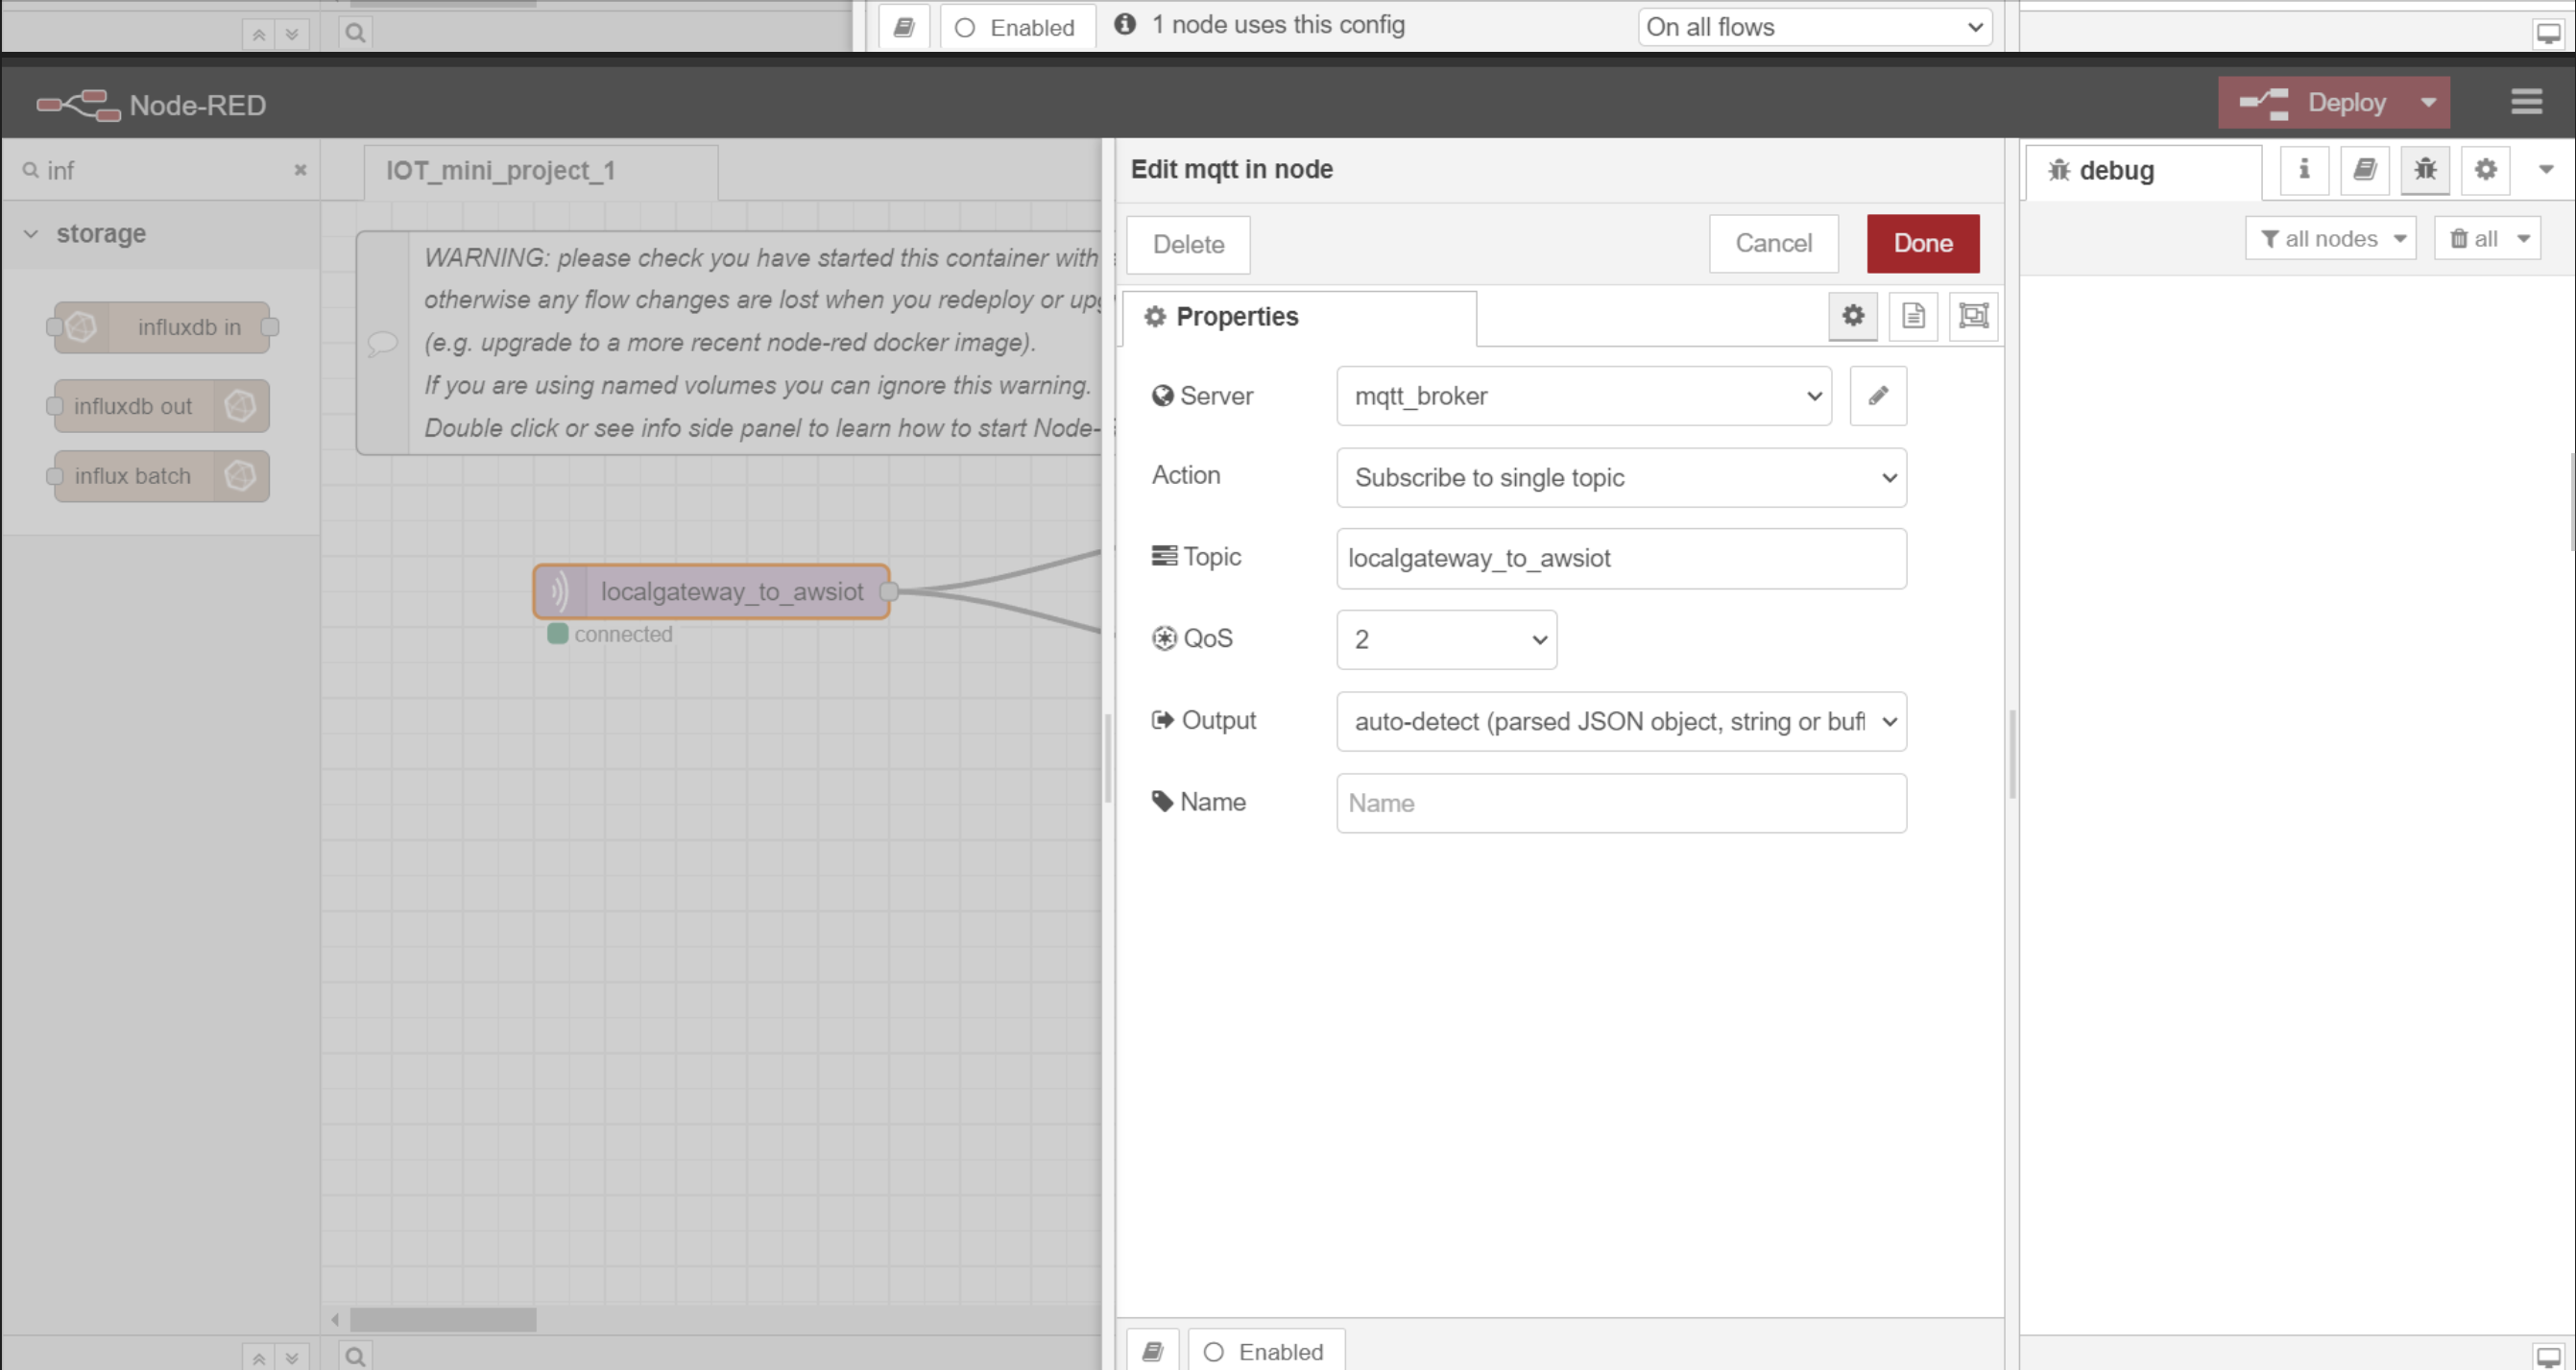 Enabled
1 node uses this config
On all flows
Node-RED
Deploy
inf
IOT_mini_project_1
Edit mqtt in node
debug
storage
Delete
Cancel
Done
all nodes
all
WARNING: please check you have started this container with
otherwise any flow changes are lost when you redeploy or upg
(e.g. upgrade to a more recent node-red docker image).
If you are using named volumes you can ignore this warning.
Double click or see info side panel to learn how to start Node-
influxdb in
influxdb out
influx batch
localgateway_to_awsiot
connected
Properties
Server
mqtt_broker
Action
Subscribe to single topic
Topic
localgateway_to_awsiot
QoS
2
Output
auto-detect (parsed JSON object, string or buff
Name
Name
Enabled